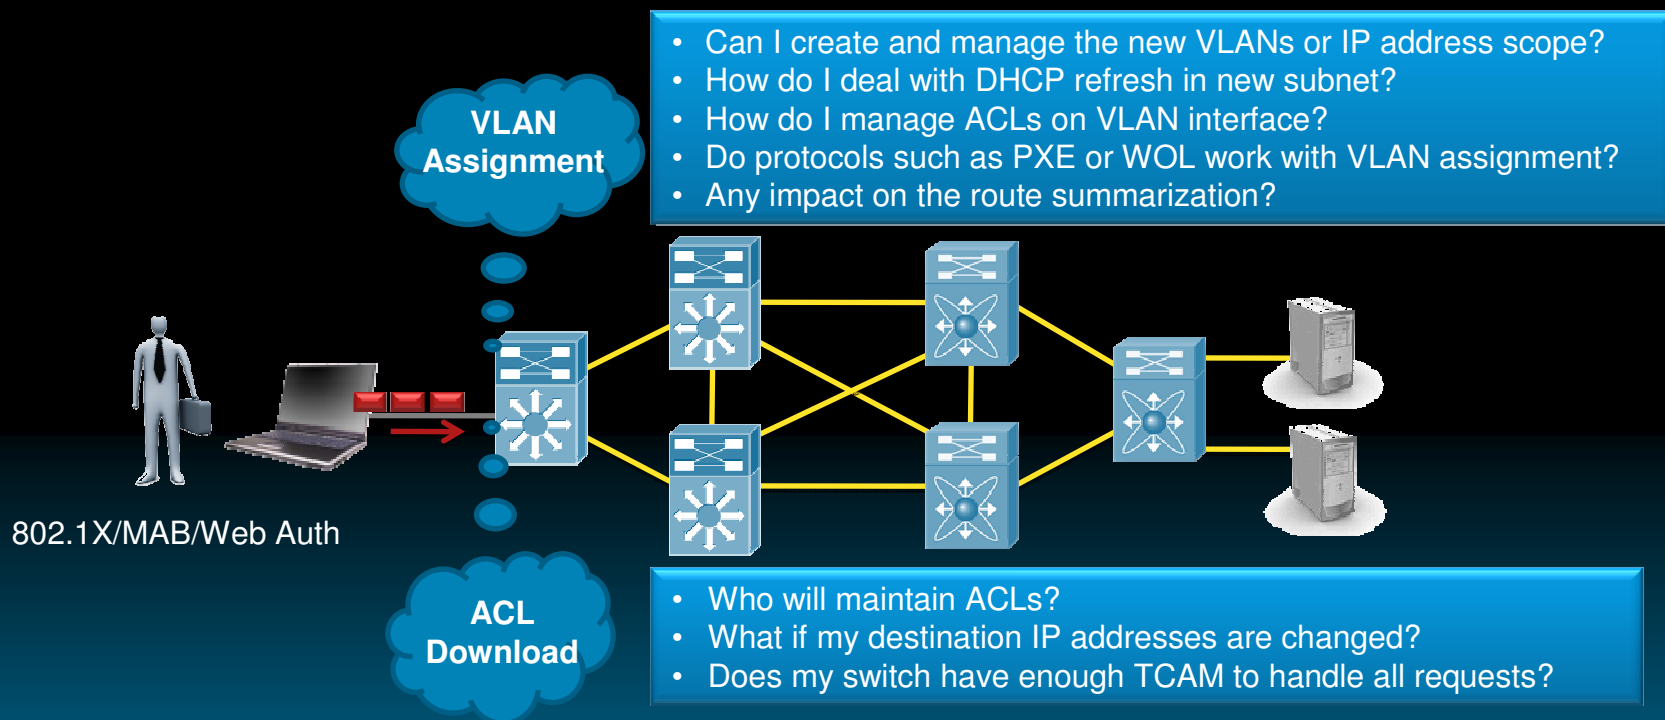 • Can I create and manage the new VLANs or IP address scope?
• How do I deal with DHCP refresh in new subnet?
• How do I manage ACLs on VLAN interface?
• Do protocols such as PXE or WOL work with VLAN assignment?
• Any impact on the route summarization?
VLAN
Assignment
802.1X/MAB/Web Auth
ACL
Download
• Who will maintain ACLs?
• What if my destination IP addresses are changed?
• Does my switch have enough TCAM to handle all requests?